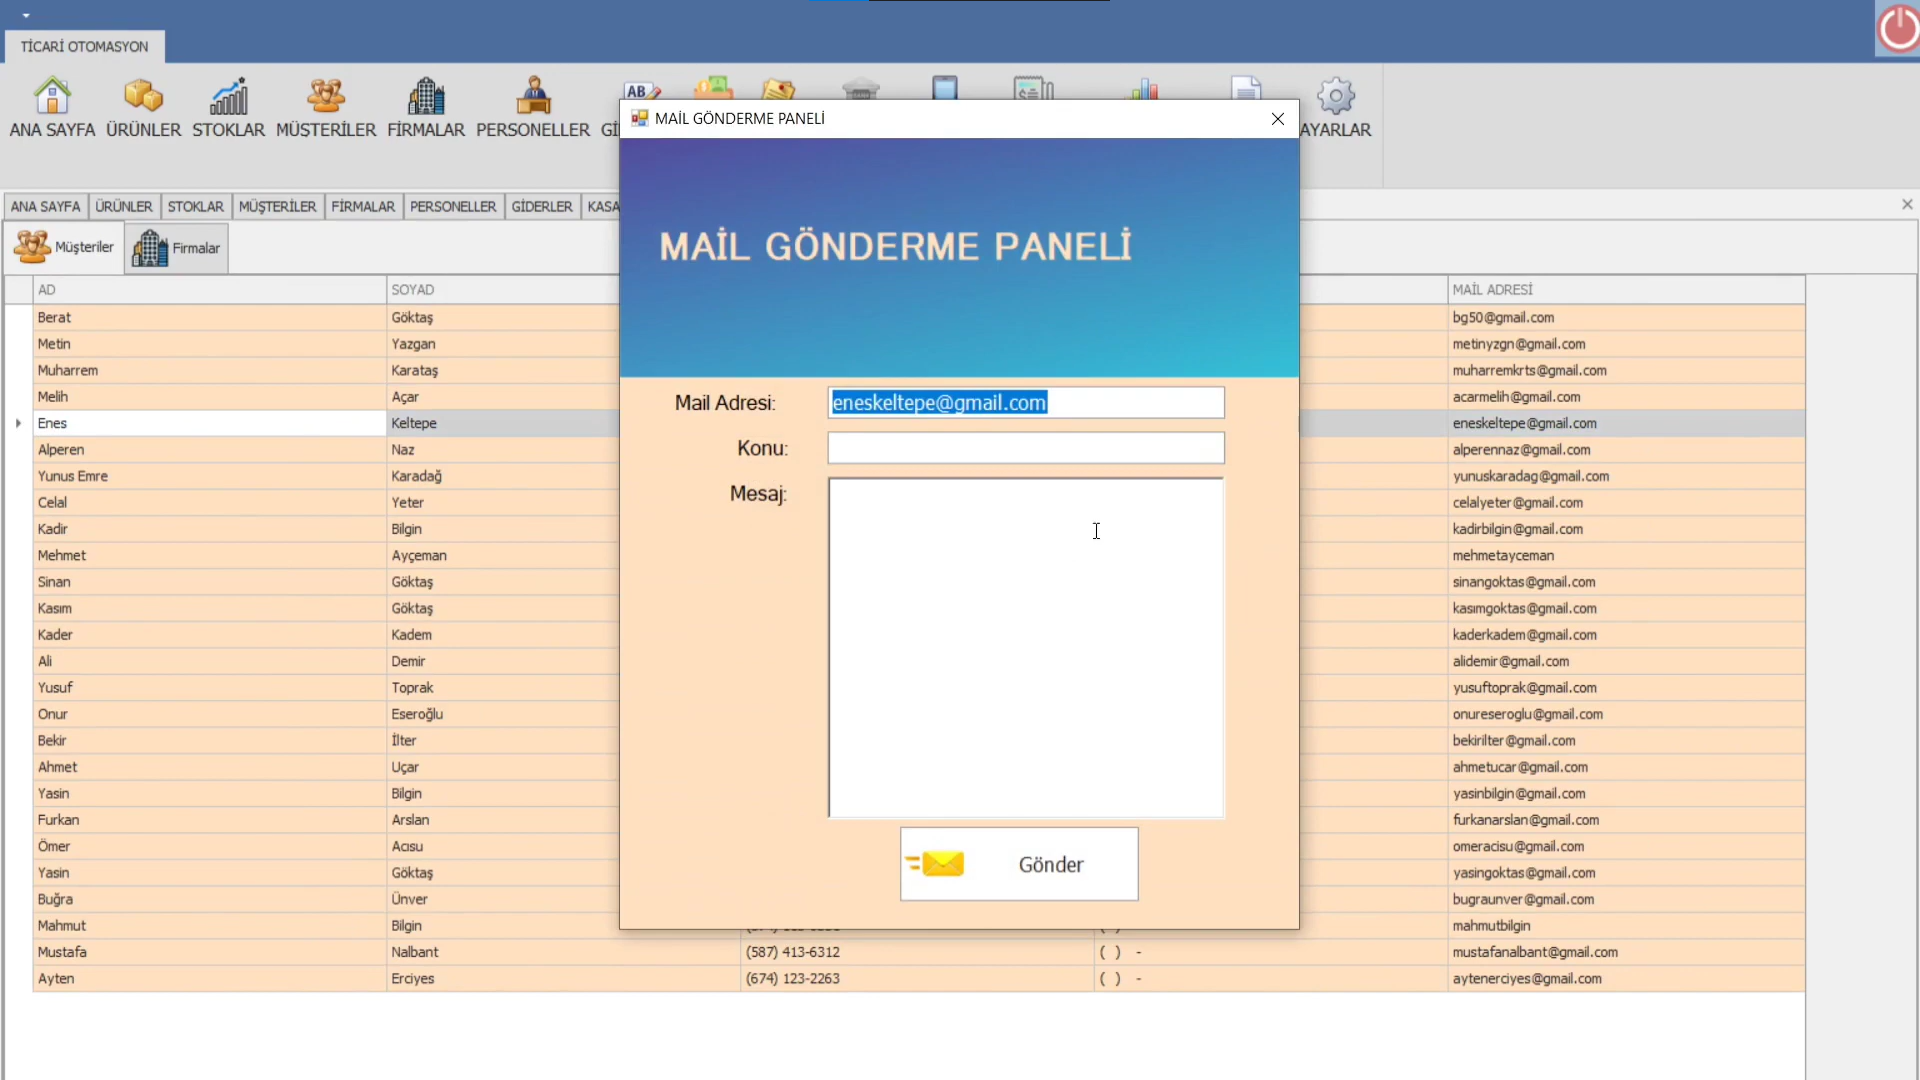 TİCARİ OTOMASYON
ANA SAYFA ÜRÜNLER STOKLAR MÜSTERİLER FİRMALAR PERSONELLER
MAİL GÖNDERME PANELİ
ANA SAYFA ÜRÜNLER STOKLAR MÜŞTERİLER FİRMALAR PERSONELLER GİDERLER KASA
Müşteriler Firmalar
MAİL GÖNDERME PANELİ
AD SOYAD MAİL ADRESİ
Berat Göktaş bg50@gmail.com
Metin Yazgan metinyzgn@gmail.com
Muharrem Karataş muharremkrts@gmail.com
Melih Açar acarmelih@gmail.com
Enes Keltepe eneskeltepe@gmail.com
Alperen Naz alperennaz@gmail.com
Yunus Emre Karadağ yunuskaradag@gmail.com
Celal Yeter celalyeter@gmail.com
Kadir Bilgin kadirbilgin@gmail.com
Mehmet Ayçeman mehmetayceman
Sinan Göktaş sinangoktas@gmail.com
Kasım Göktaş kasımgoktas@gmail.com
Kader Kadem kaderkadem@gmail.com
Ali Demir alidemir@gmail.com
Yusuf Toprak yusuftoprak@gmail.com
Onur Eseroğlu onureseroglu@gmail.com
Bekir İlter bekirilter@gmail.com
Ahmet Uçar ahmetucar@gmail.com
Yasin Bilgin yasinbilgin@gmail.com
Furkan Arslan furkanarslan@gmail.com
Ömer Acısu omeracisu@gmail.com
Yasin Göktaş yasingoktas@gmail.com
Buğra Ünver bugraunver@gmail.com
Mahmut Bilgin mahmutbilgin
Mustafa Nalbant (587) 413-6312 ( ) - mustafanalbant@gmail.com
Ayten Erciyes (674) 123-2263 ( ) - aytenerciyes@gmail.com
Mail Adresi: eneskeltepe@gmail.com
Konu:
Mesaj:
Gönder